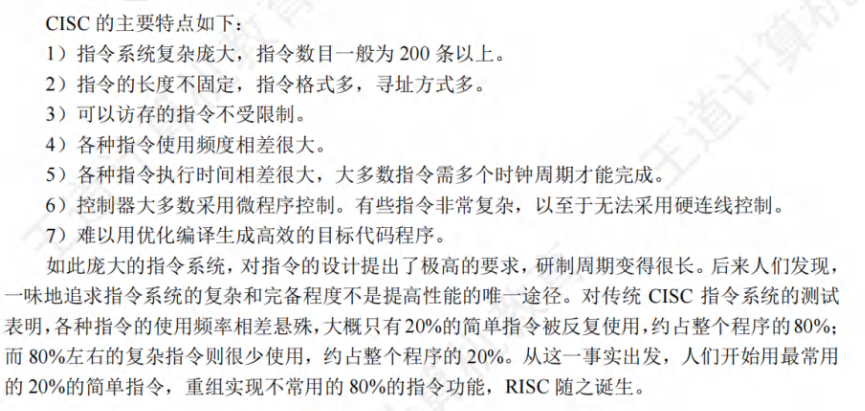 CISC 的主要特点如下：
1）指令系统复杂庞大，指令数目一般为 200 条以上。
2）指令的长度不固定，指令格式多，寻址方式多。
3）可以访存的指令不受限制。
4）各种指令使用频度相差很大。
5）各种指令执行时间相差很大，大多数指令需多个时钟周期才能完成。
6）控制器大多数采用微程序控制。有些指令非常复杂，以至于无法采用硬连线控制。
7）难以用优化编译生成高效的目标代码程序。
如此庞大的指令系统，对指令的设计提出了极高的要求，研制周期变得很长。后来人们发现，
一味地追求指令系统的复杂和完备程度不是提高性能的唯一途径。对传统 CISC 指令系统的测试
表明，各种指令的使用频率相差悬殊，大概只有20%的简单指令被反复使用，约占整个程序的80%；
而 80%左右的复杂指令则很少使用，约占整个程序的 20%。从这一事实出发，人们开始用最常用
的 20%的简单指令，重组实现不常用的 80%的指令功能，RISC 随之诞生。
王道计算机教育
王道计算机